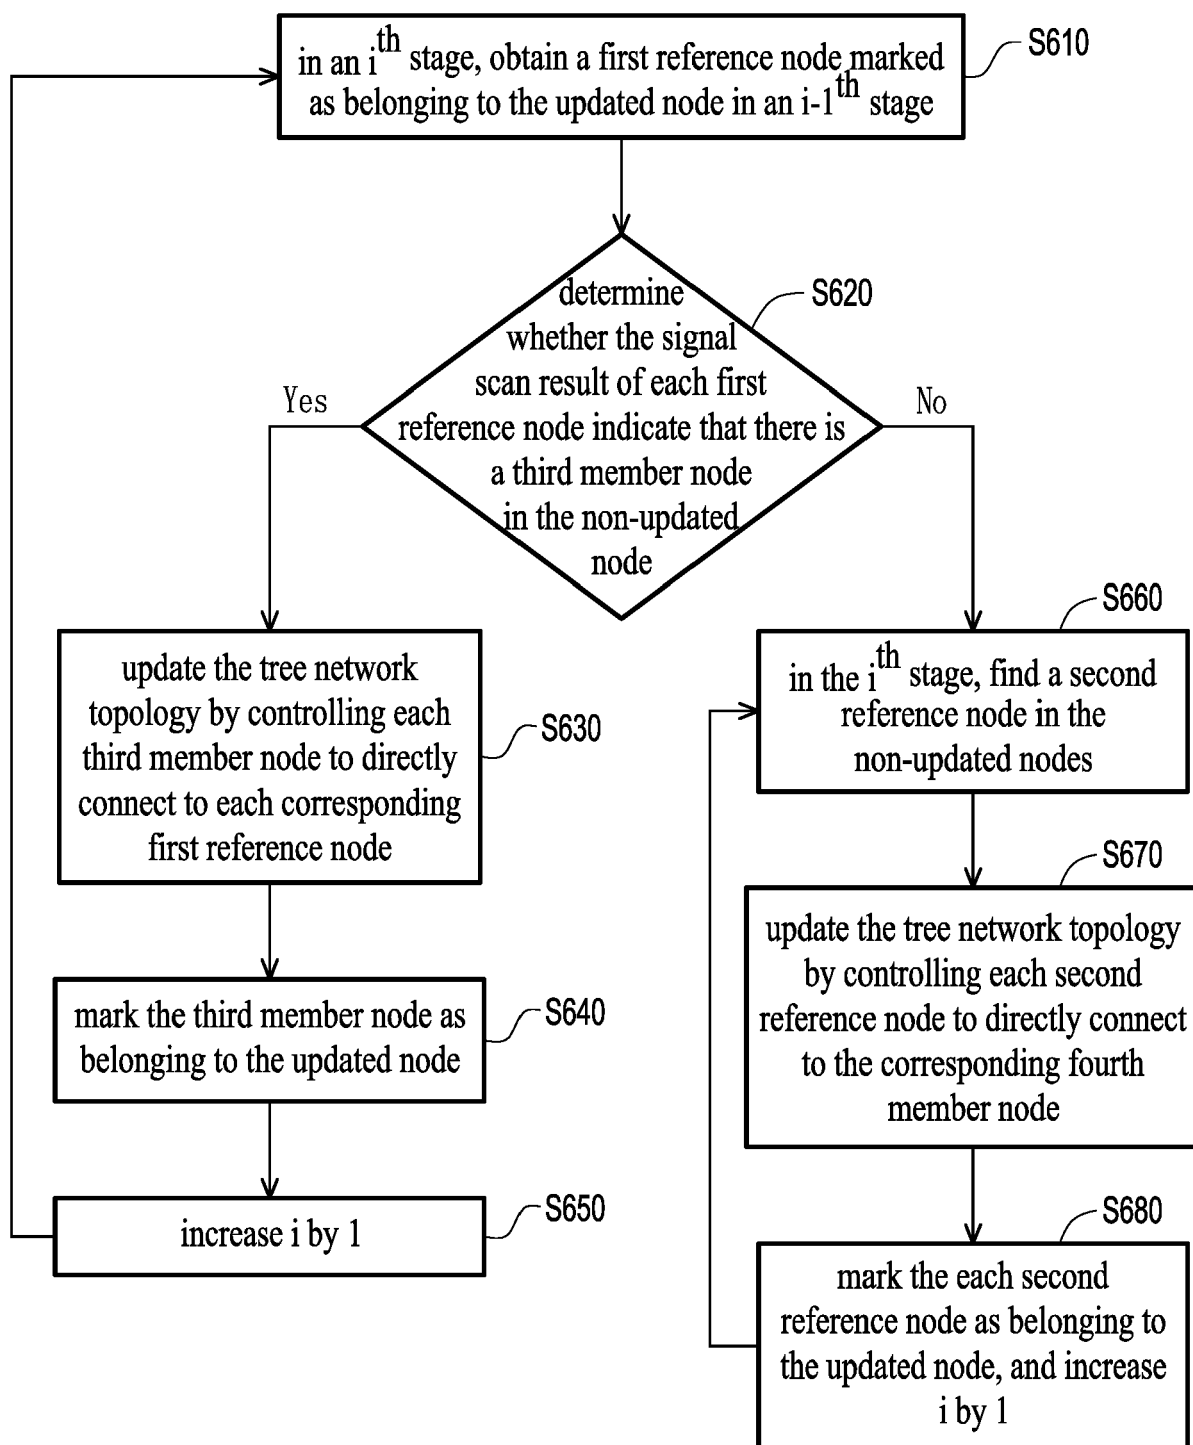 in an i^th stage, obtain a first reference node marked
as belonging to the updated node in an i-1^th stage
S610
determine
whether the signal
scan result of each first
reference node indicate that there is
a third member node
in the non-updated
node
S620
Yes
No
update the tree network
topology by controlling each
third member node to directly
connect to each corresponding
first reference node
S630
mark the third member node as
belonging to the updated node
S640
increase i by 1
S650
in the i^th stage, find a second
reference node in the
non-updated nodes
S660
update the tree network topology
by controlling each second
reference node to directly connect
to the corresponding fourth
member node
S670
mark the each second
reference node as belonging to
the updated node, and increase
i by 1
S680